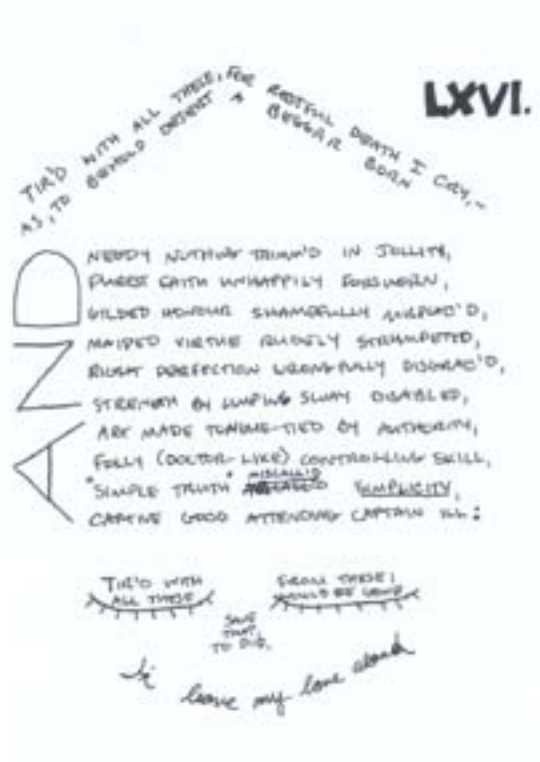 LXVI.
TIR'D WITH ALL THESE, FOR RESTFUL DEATH I CRY,–
AS, TO BEHOLD DESERT A BEGGAR BORN
AND
NEEDY NOTHING TRIMM'D IN JOLLITY,
PUREST FAITH UNHAPPILY FORSWORN,
GILDED HONOUR SHAMEFULLY MISPLAC'D,
MAIDED VIRTUE RUDELY STRUMPETED,
RIGHT PERFECTION WRONGFULLY DISGRAC'D,
STRENGTH BY LIMPING SWAY DISABLED,
ART MADE TONGUE-TIED BY AUTHORITY,
FOLLY (DOCTOR-LIKE) CONTROLLING SKILL,
"SIMPLE TRUTH" MISCALL'D SIMPLICITY,
CAPTIVE GOOD ATTENDING CAPTAIN ILL:
TIR'D WITH
ALL THESE
FROM THESE I
WOULD BE GONE
SAVE
THAT,
TO DIE,
I leave my love alone